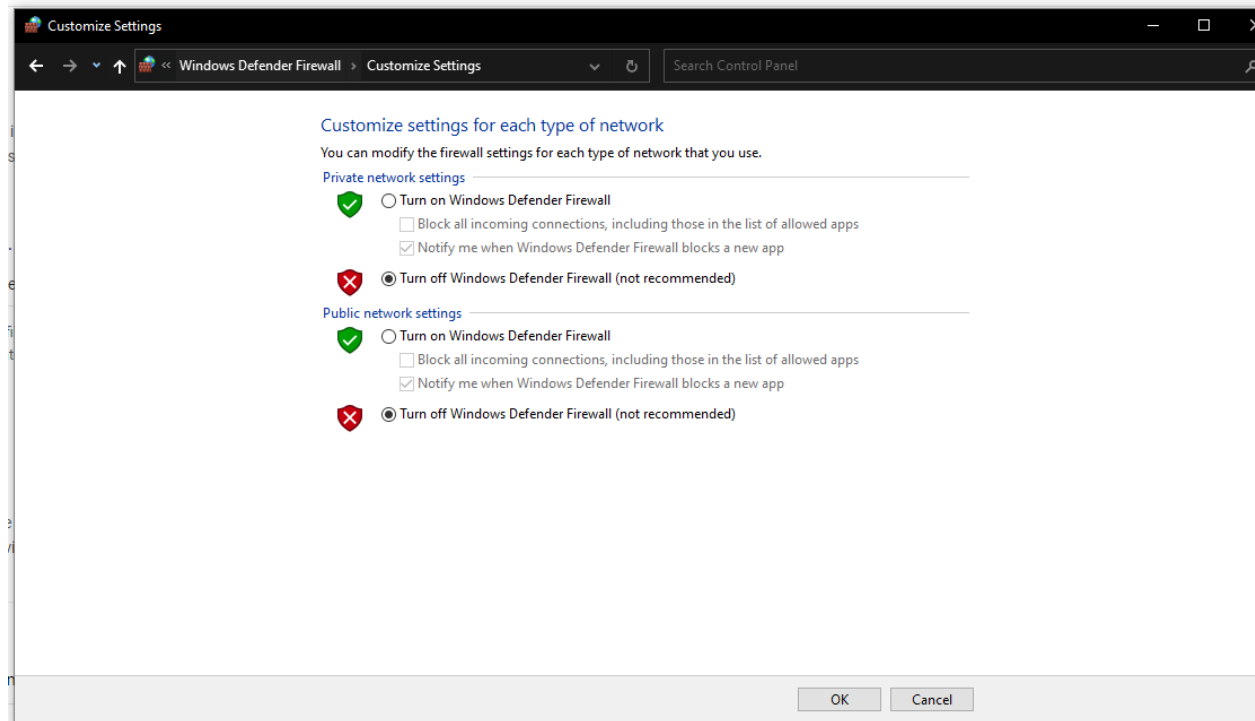 Customize Settings
« Windows Defender Firewall > Customize Settings
Search Control Panel
Customize settings for each type of network
You can modify the firewall settings for each type of network that you use.
Private network settings
Turn on Windows Defender Firewall
Block all incoming connections, including those in the list of allowed apps
Notify me when Windows Defender Firewall blocks a new app
Turn off Windows Defender Firewall (not recommended)
Public network settings
Turn on Windows Defender Firewall
Block all incoming connections, including those in the list of allowed apps
Notify me when Windows Defender Firewall blocks a new app
Turn off Windows Defender Firewall (not recommended)
OK
Cancel